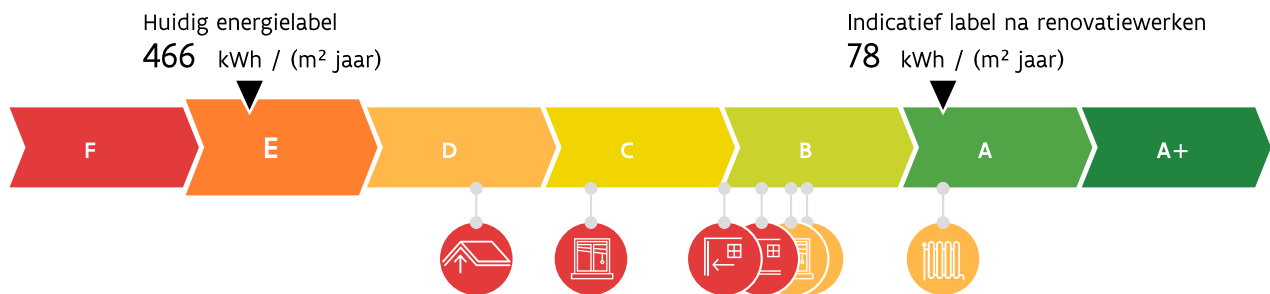 Huidig energielabel
466 kWh / (m² jaar)
Indicatief label na renovatiewerken
78 kWh / (m² jaar)
F E D C B A A+